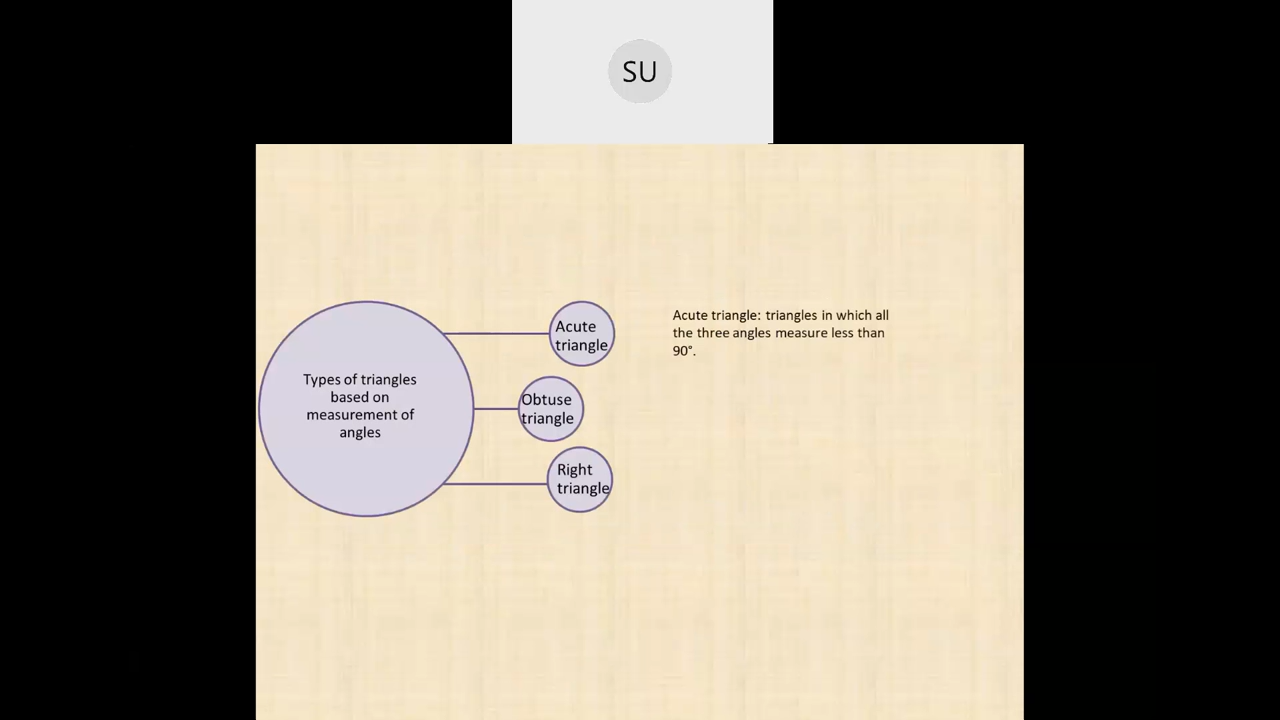 SU
Types of triangles
based on
measurement of
angles
Acute
triangle
Obtuse
triangle
Right
triangle
Acute triangle: triangles in which all
the three angles measure less than
90°.